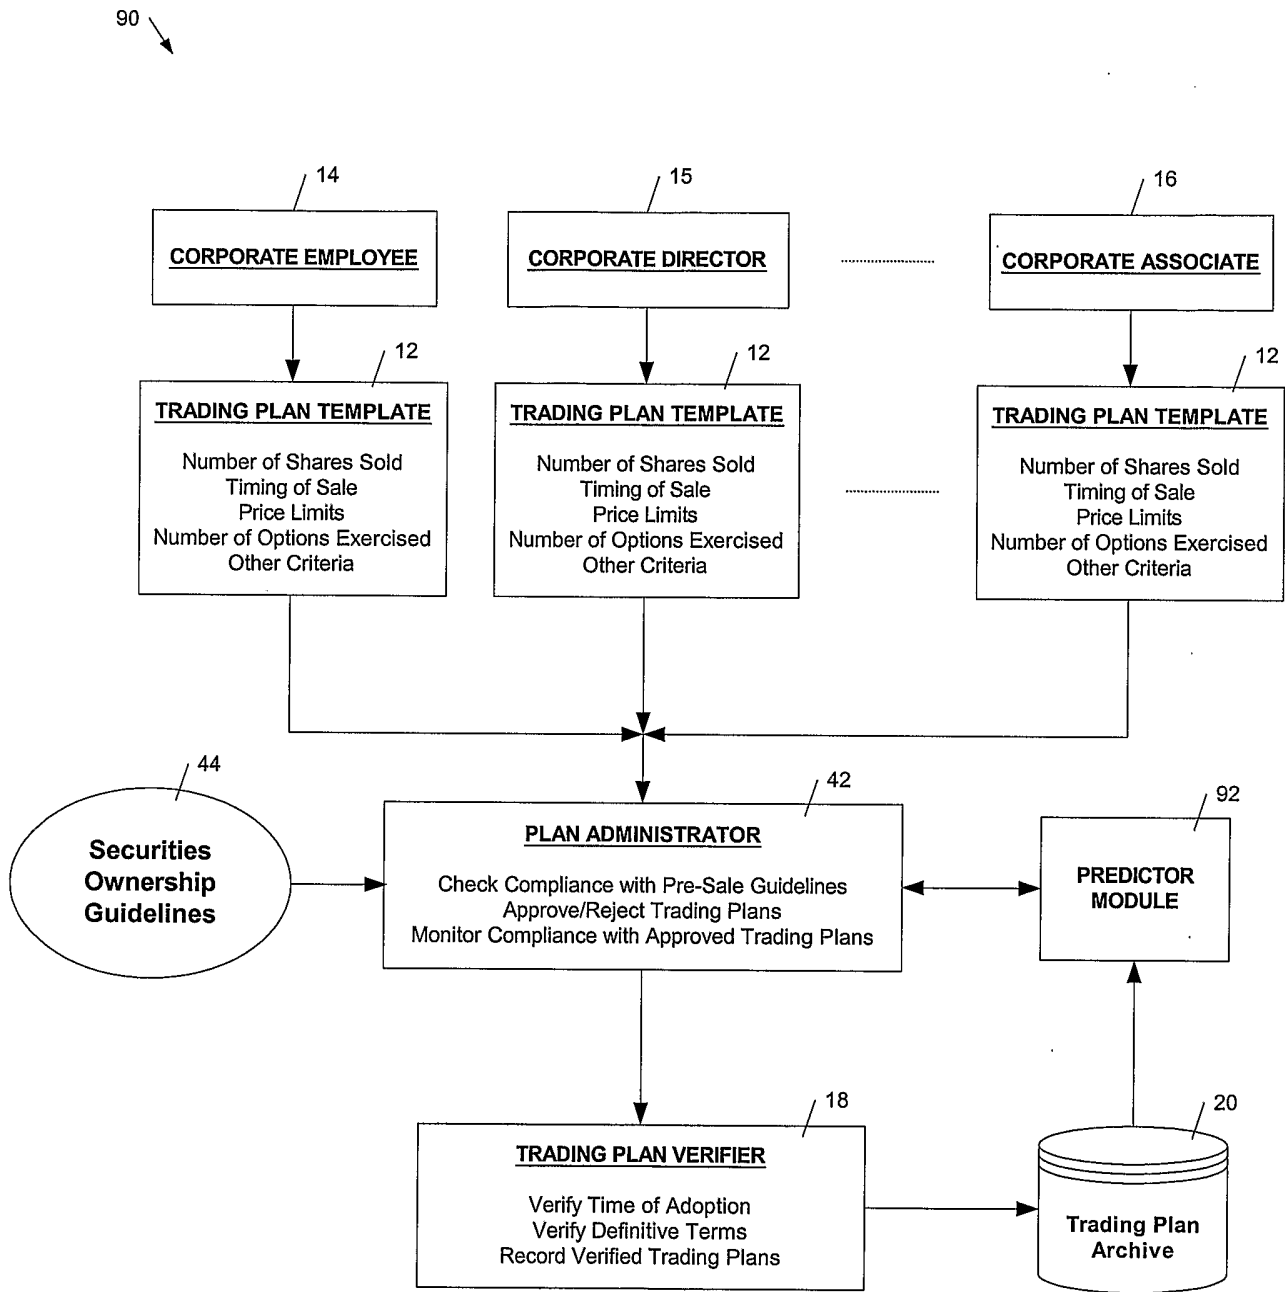 90
14
15
16
CORPORATE EMPLOYEE
CORPORATE DIRECTOR
CORPORATE ASSOCIATE
12
12
12
TRADING PLAN TEMPLATE
Number of Shares Sold
Timing of Sale
Price Limits
Number of Options Exercised
Other Criteria
TRADING PLAN TEMPLATE
Number of Shares Sold
Timing of Sale
Price Limits
Number of Options Exercised
Other Criteria
TRADING PLAN TEMPLATE
Number of Shares Sold
Timing of Sale
Price Limits
Number of Options Exercised
Other Criteria
44
Securities
Ownership
Guidelines
42
PLAN ADMINISTRATOR
Check Compliance with Pre-Sale Guidelines
Approve/Reject Trading Plans
Monitor Compliance with Approved Trading Plans
92
PREDICTOR
MODULE
18
TRADING PLAN VERIFIER
Verify Time of Adoption
Verify Definitive Terms
Record Verified Trading Plans
20
Trading Plan
Archive